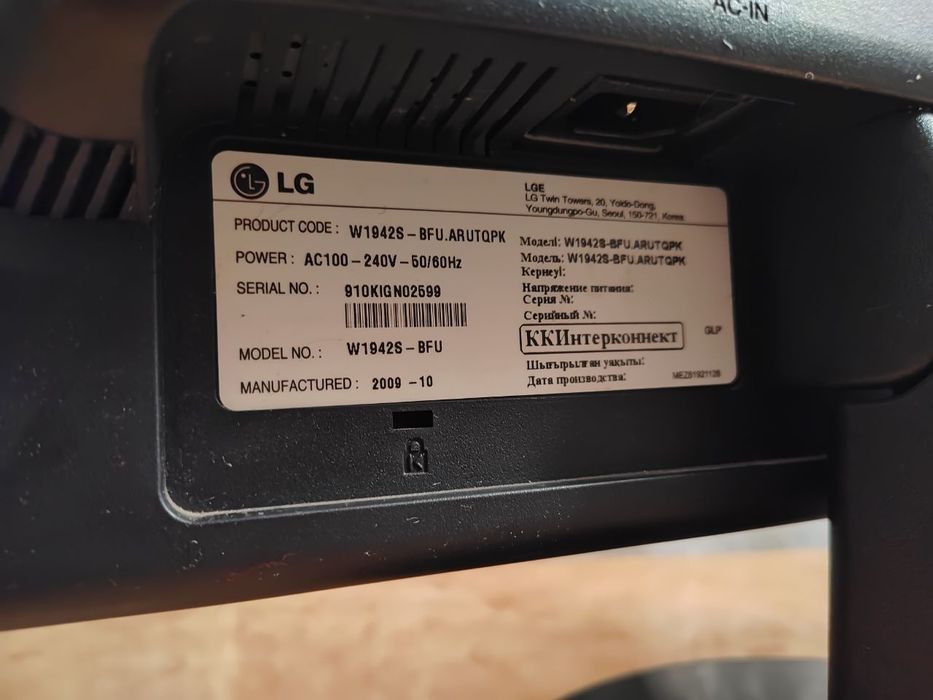 AC-IN
LG
LGE
LG Twin Towers, 20, Yoido-Dong,
Youngdungpo-Gu, Seoul, 150-721, Korea
PRODUCT CODE : W1942S-BFU.ARUTQPK
POWER : AC100-240V-50/60Hz
SERIAL NO. : 910KIGN02599
MODEL NO. : W1942S-BFU
MANUFACTURED : 2009-10
Моделі: W1942S-BFU.ARUTQPK
Модель: W1942S-BFU.ARUTQPK
Кернеуі:
Напряжение питания:
Серия №:
Серийный №:
ККИнтерконнект
GLP
Шығырылған уақыты:
Дата производства:
MEZ51921128